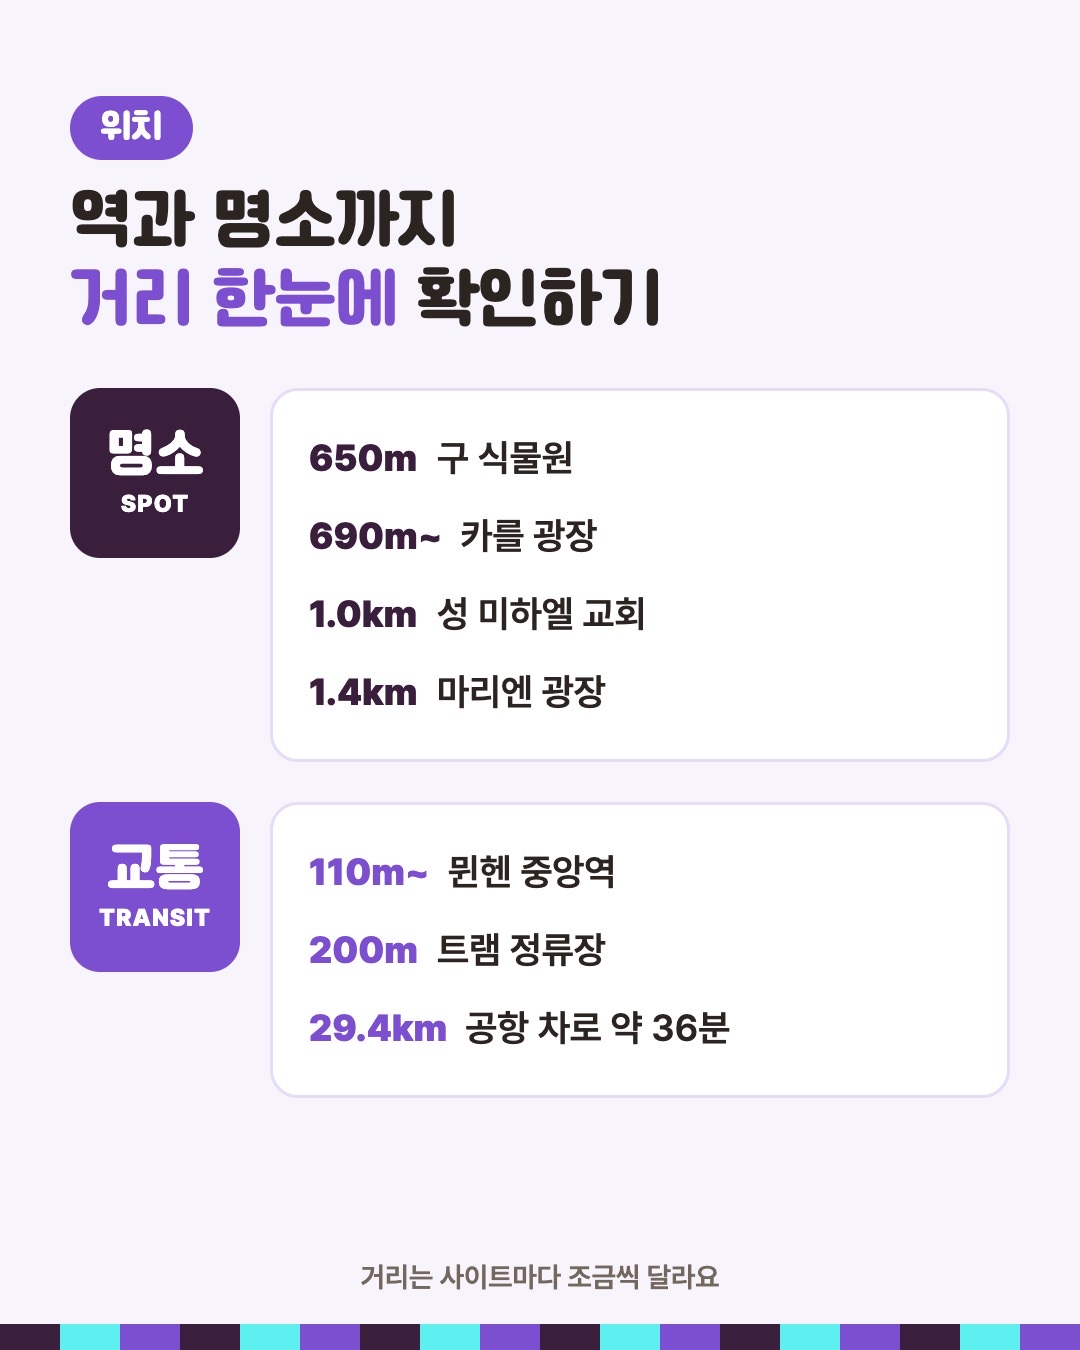 위치
역과 명소까지
거리 한눈에 확인하기
명소
SPOT
650m 구 식물원
690m~ 카를 광장
1.0km 성 미하엘 교회
1.4km 마리엔 광장
교통
TRANSIT
110m~ 뮌헨 중앙역
200m 트램 정류장
29.4km 공항 차로 약 36분
거리는 사이트마다 조금씩 달라요